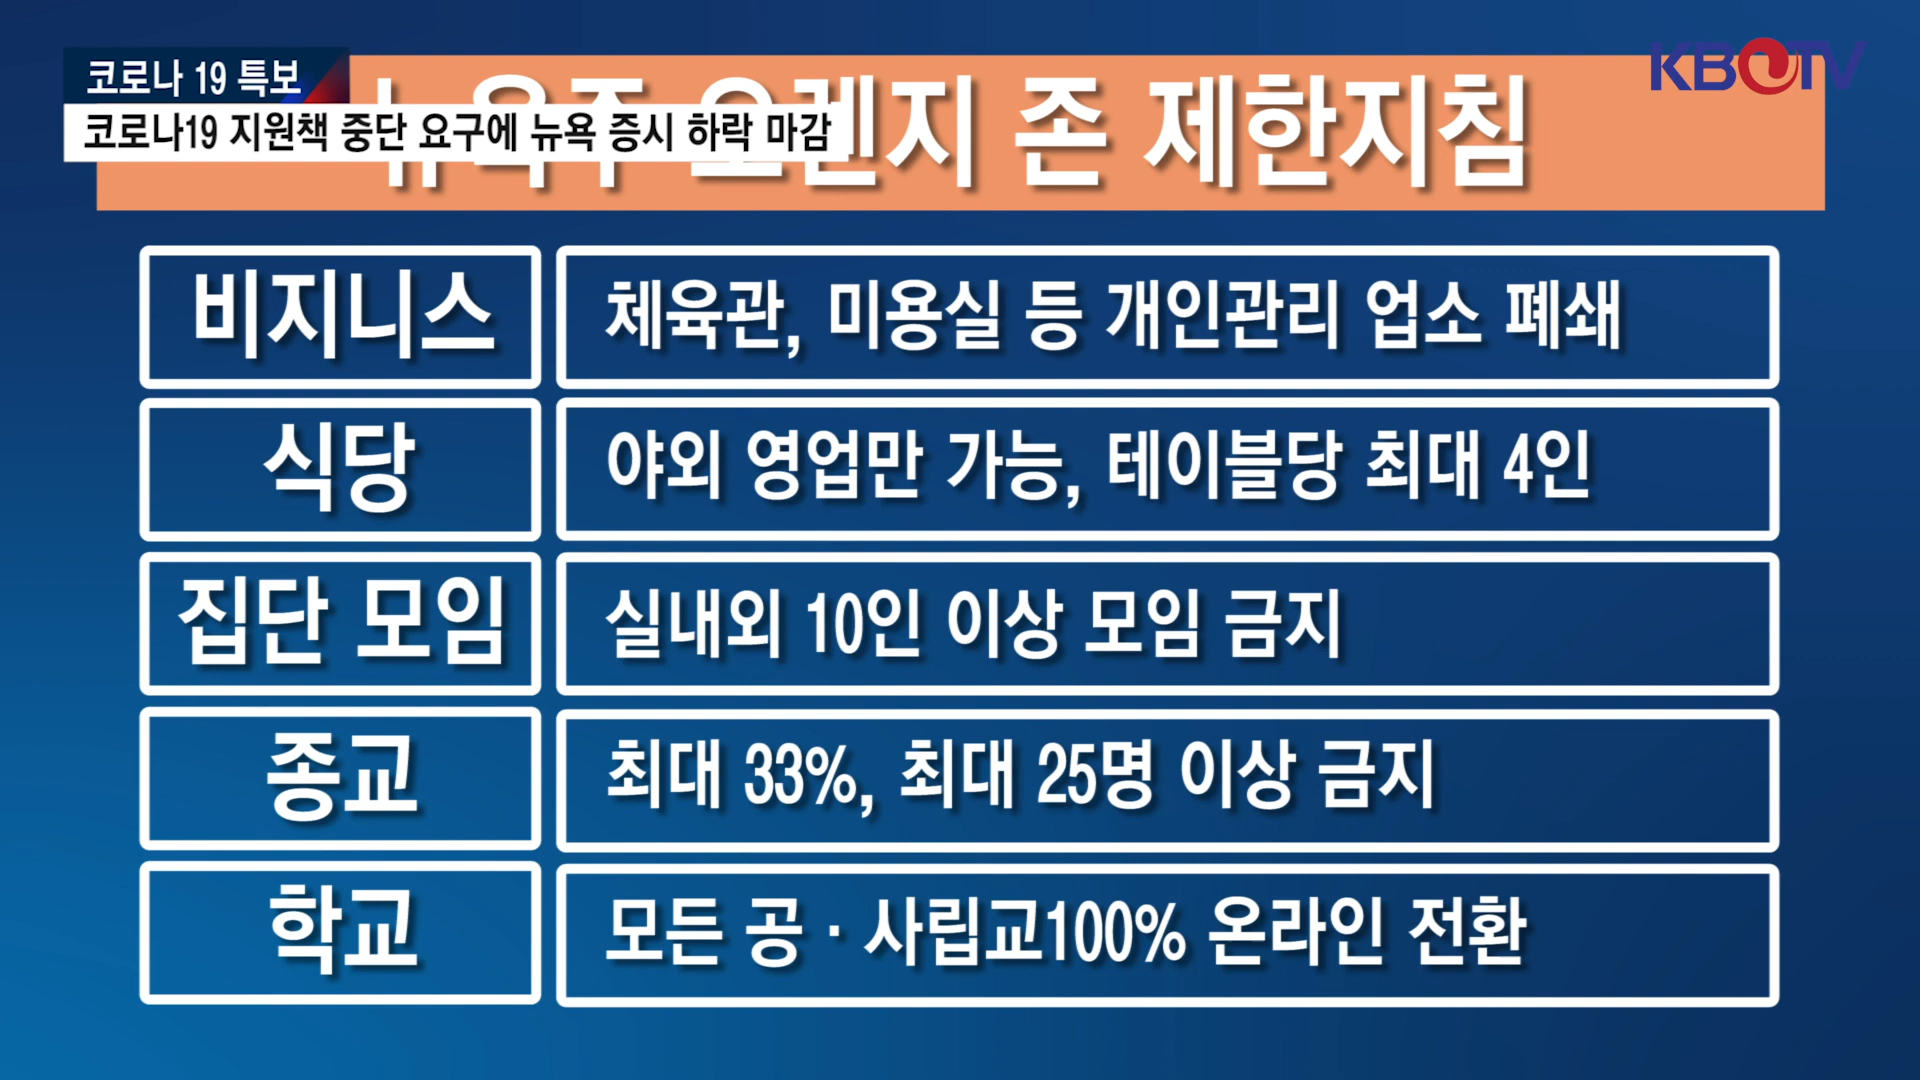 코로나 19 특보
KBTV
코로나19 지원책 중단 요구에 뉴욕 증시 하락 마감
뉴욕주 오렌지 존 제한지침
비지니스
체육관, 미용실 등 개인관리 업소 폐쇄
식당
야외 영업만 가능, 테이블당 최대 4인
집단 모임
실내외 10인 이상 모임 금지
종교
최대 33%, 최대 25명 이상 금지
학교
모든 공·사립교100% 온라인 전환